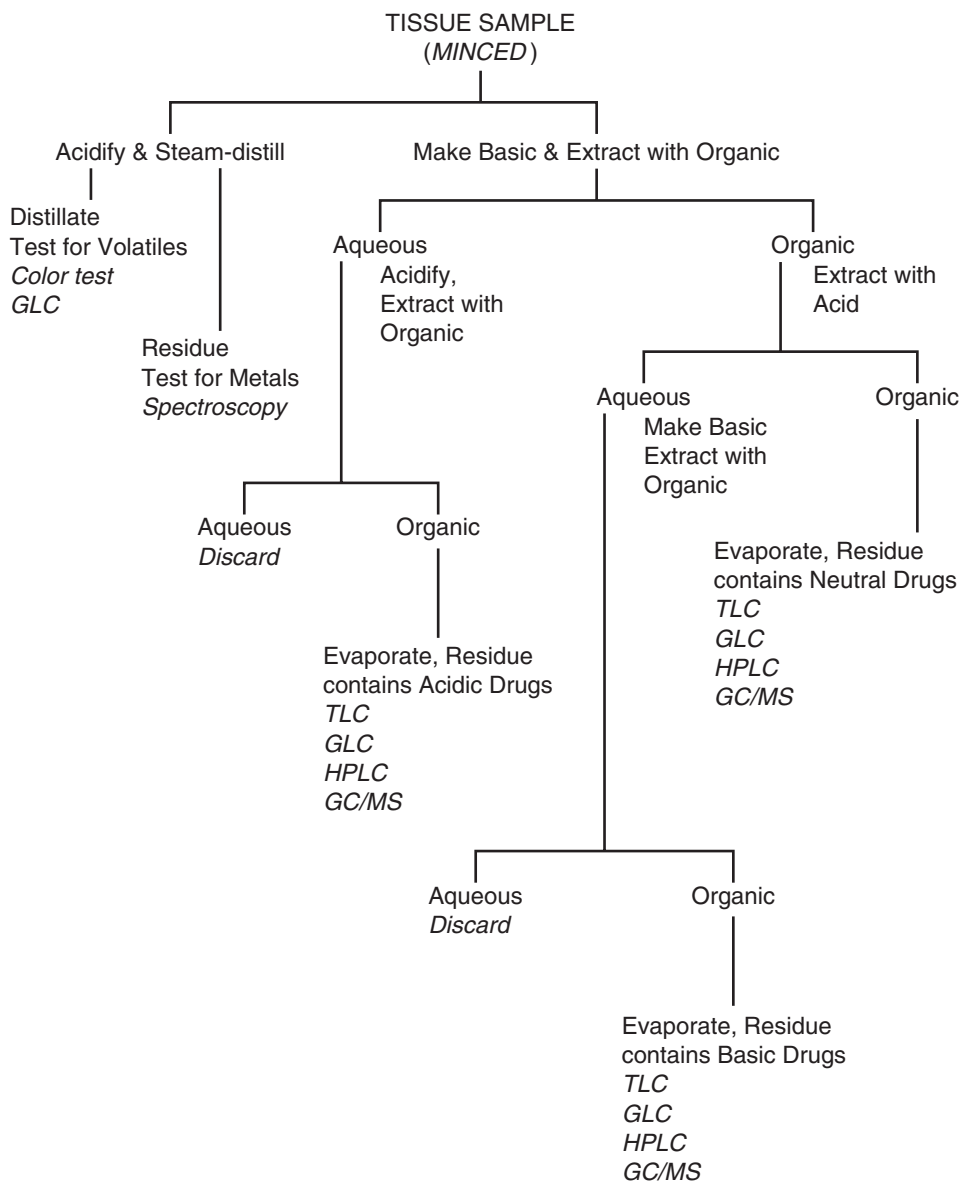 TISSUE SAMPLE
(MINCED)
Acidify & Steam-distill
Make Basic & Extract with Organic
Distillate
Test for Volatiles
Color test
GLC
Residue
Test for Metals
Spectroscopy
Aqueous
Acidify,
Extract with
Organic
Organic
Extract with
Acid
Aqueous
Discard
Organic
Evaporate, Residue
contains Acidic Drugs
TLC
GLC
HPLC
GC/MS
Aqueous
Make Basic
Extract with
Organic
Organic
Evaporate, Residue
contains Neutral Drugs
TLC
GLC
HPLC
GC/MS
Aqueous
Discard
Organic
Evaporate, Residue
contains Basic Drugs
TLC
GLC
HPLC
GC/MS